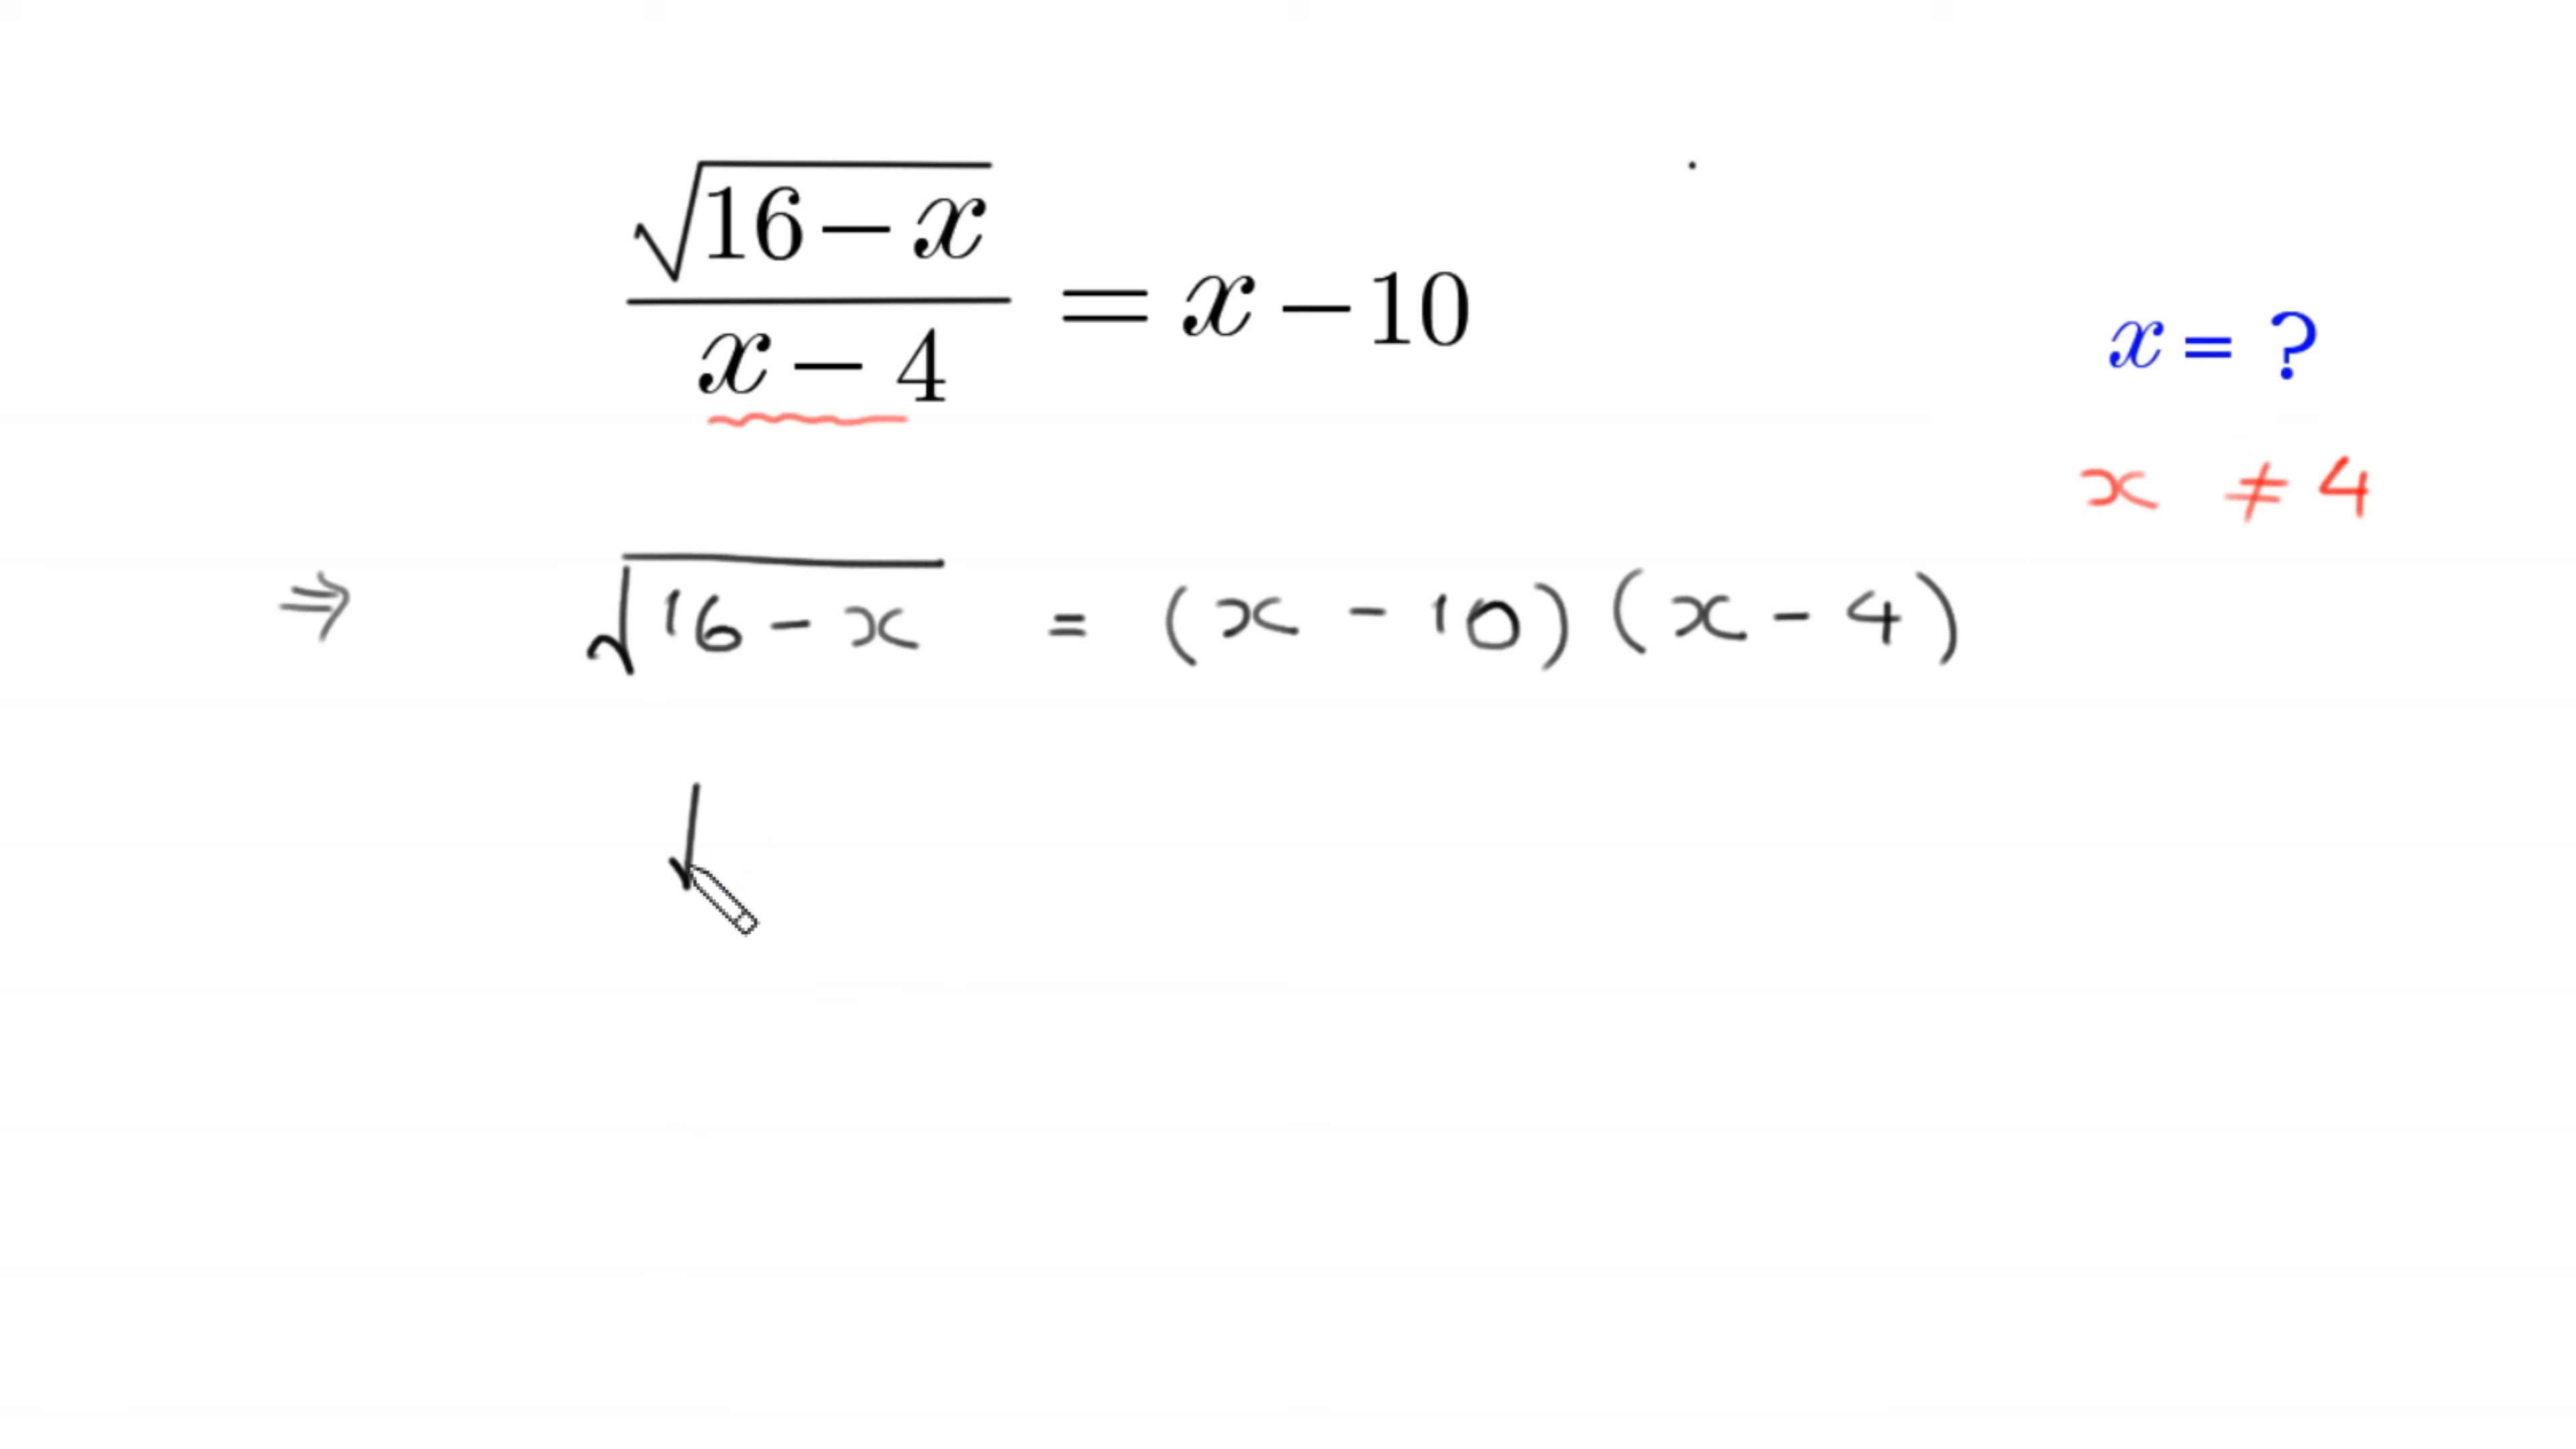 √(16−x) / (x−4) = x−10
x = ?
x ≠ 4
⇒ √(16−x) = (x−10)(x−4)
√